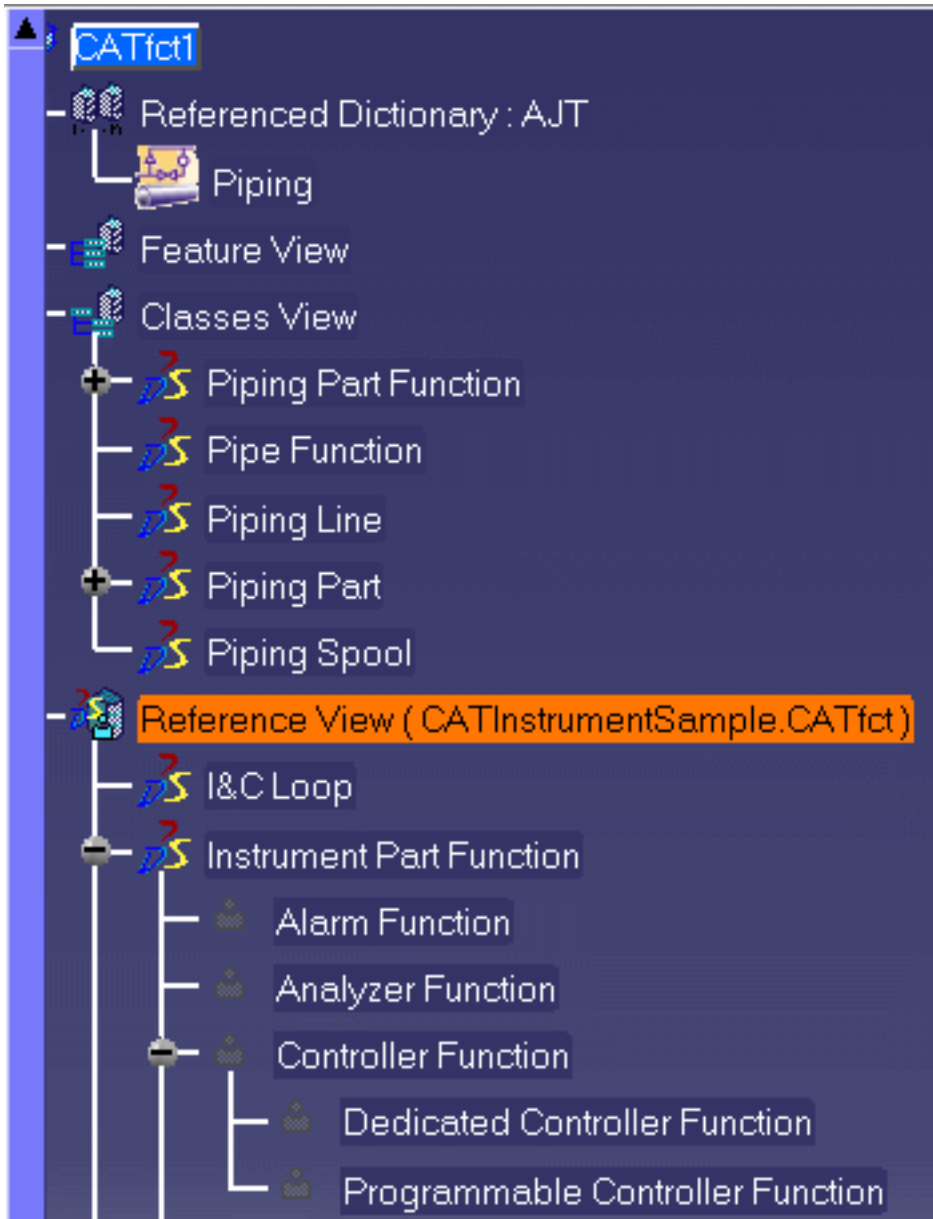 CATfct1
Referenced Dictionary : AJT
Piping
Feature View
Classes View
Piping Part Function
Pipe Function
Piping Line
Piping Part
Piping Spool
Reference View ( CATInstrumentSample.CATfct )
I&C Loop
Instrument Part Function
Alarm Function
Analyzer Function
Controller Function
Dedicated Controller Function
Programmable Controller Function